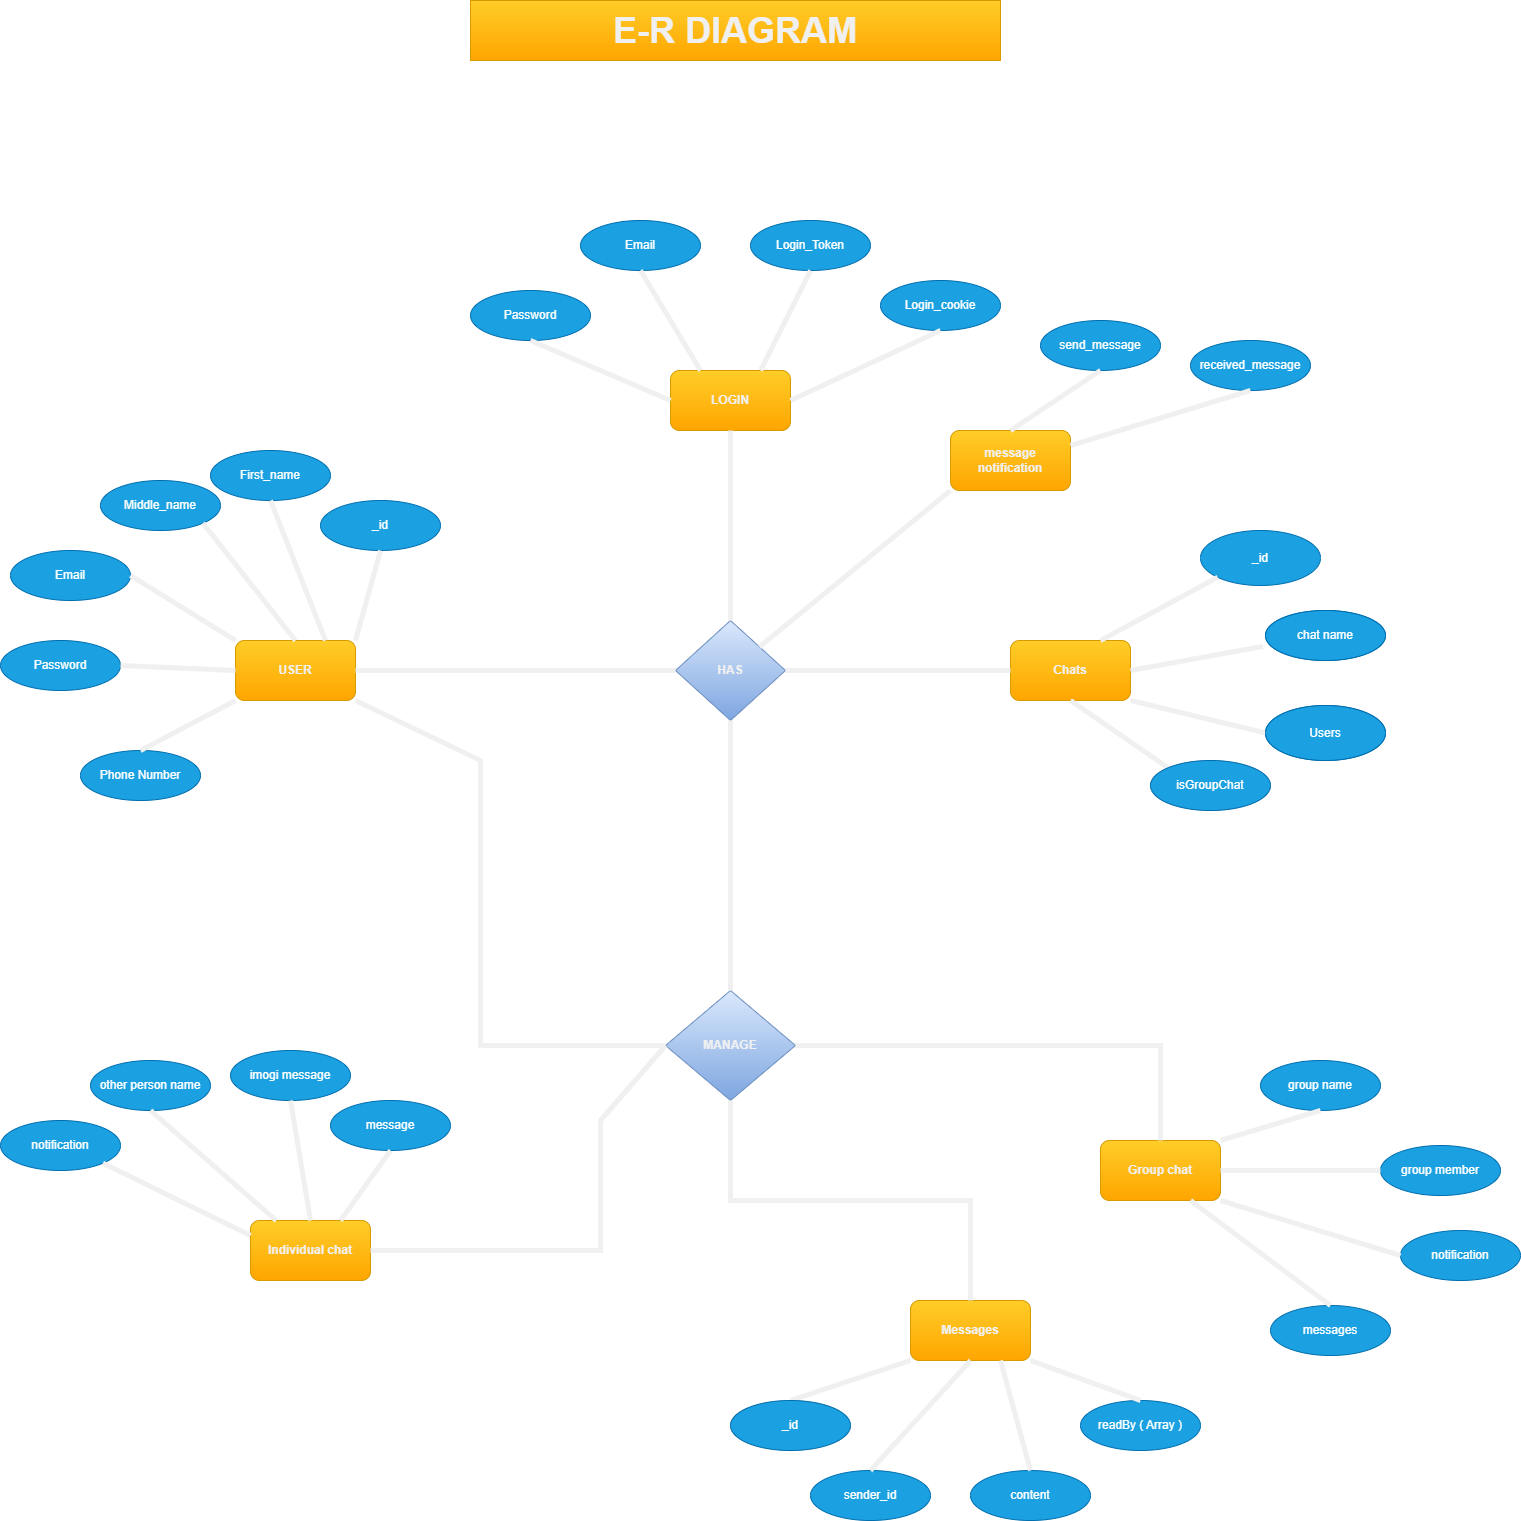 E-R DIAGRAM
Email
Login_Token
Password
Login_cookie
send_message
received_message
LOGIN
message
notification
First_name
Middle_name
_id
Email
Password
USER
Phone Number
HAS
_id
chat name
Chats
Users
isGroupChat
MANAGE
other person name
imogi message
message
notification
Individual chat
group name
Group chat
group member
notification
messages
Messages
_id
readBy ( Array )
sender_id
content